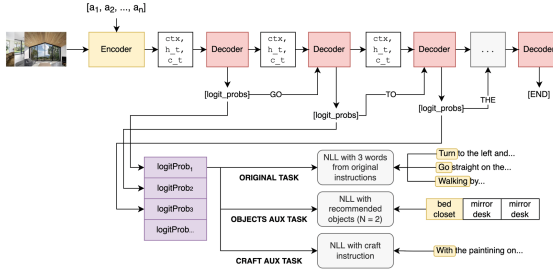 [a₁, a₂, ..., aₙ]
Encoder
ctx,
h_t,
c_t
Decoder
ctx,
h_t,
c_t
Decoder
ctx,
h_t,
c_t
Decoder
...
Decoder
[logit_probs]
GO
[logit_probs]
TO
[logit_probs]
THE
[END]
logitProb₁
logitProb₂
logitProb₃
logitProb...
ORIGINAL TASK
NLL with 3 words
from original
instructions
Turn to the left and...
Go straight on the...
Walking by...
OBJECTS AUX TASK
NLL with
recommended
objects (N = 2)
bed
closet
mirror
desk
mirror
desk
CRAFT AUX TASK
NLL with craft
instruction
With the paintining on...